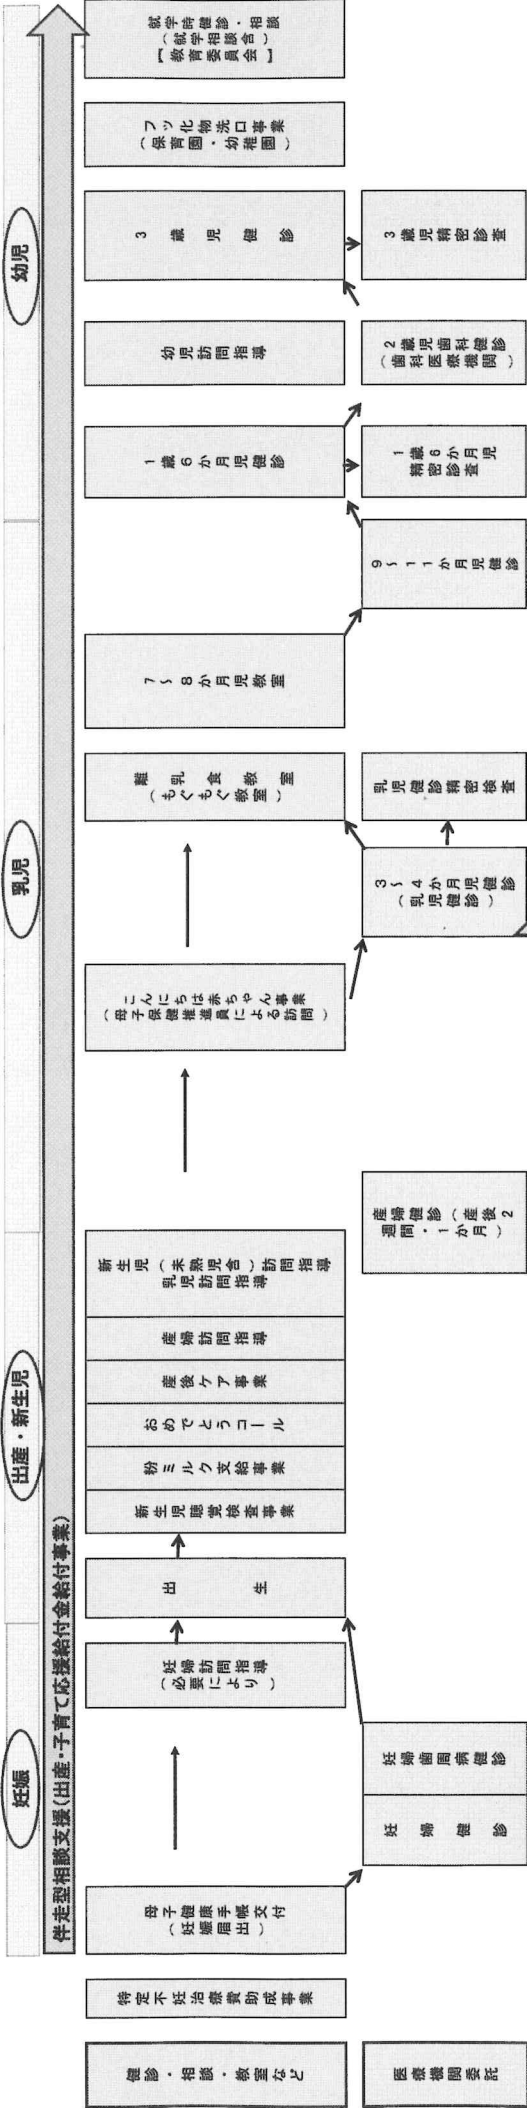 妊娠
出産・新生児
乳児
幼児
伴走型相談支援(出産・子育て応援給付金給付事業)
健診・相談・教室など
特定不妊治療費助成事業
母子健康手帳交付
(妊娠届出)
妊婦訪問指導
(必要により)
出生
新生児聴覚検査事業
粉ミルク支給事業
おめでとうコール
産後ケア事業
産婦訪問指導
新生児(未熟児含)訪問指導
乳児訪問指導
こんにちは赤ちゃん事業
(母子保健推進員による訪問)
離乳食教室
(もぐもぐ教室)
7~8か月児教室
1歳6か月児健診
幼児訪問指導
3歳児健診
フッ化物洗口事業
(保育園・幼稚園)
就学時健診・相談
(就学相談含)
【教育委員会】
医療機関委託
妊婦健診
妊婦歯周病健診
産婦健診(産後2
週間・1か月)
3~4か月児健診
(乳児健診)
乳児健診精密検査
9~11か月児健診
1歳6か月児
精密診査
2歳児歯科健診
(歯科医療機関)
3歳児精密診査